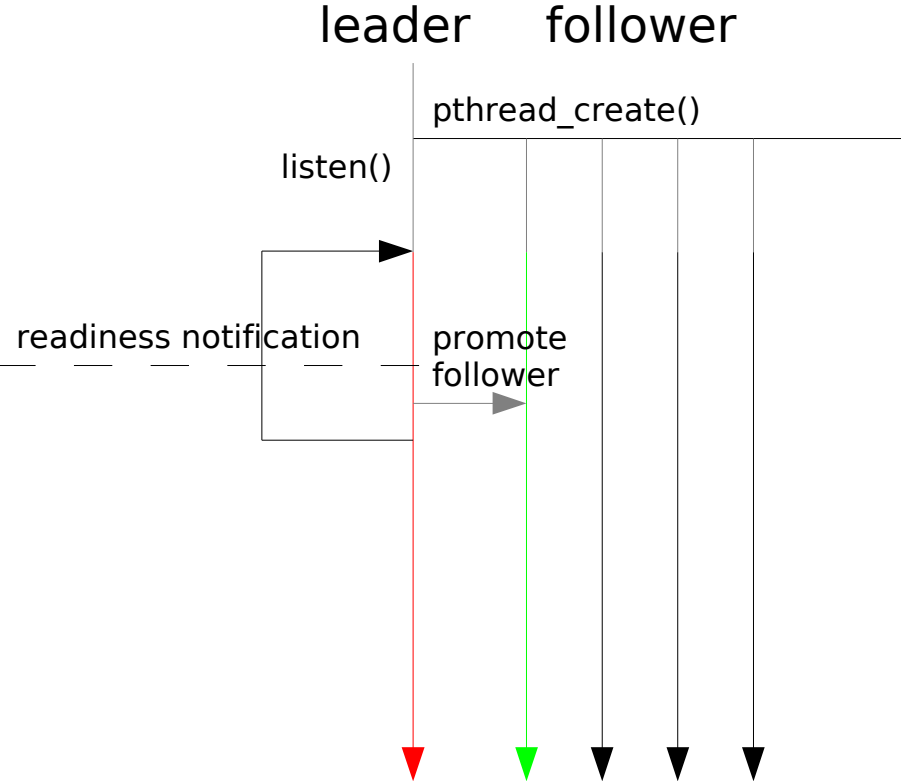 leader follower
pthread_create()
listen()
readiness notification
promote
follower